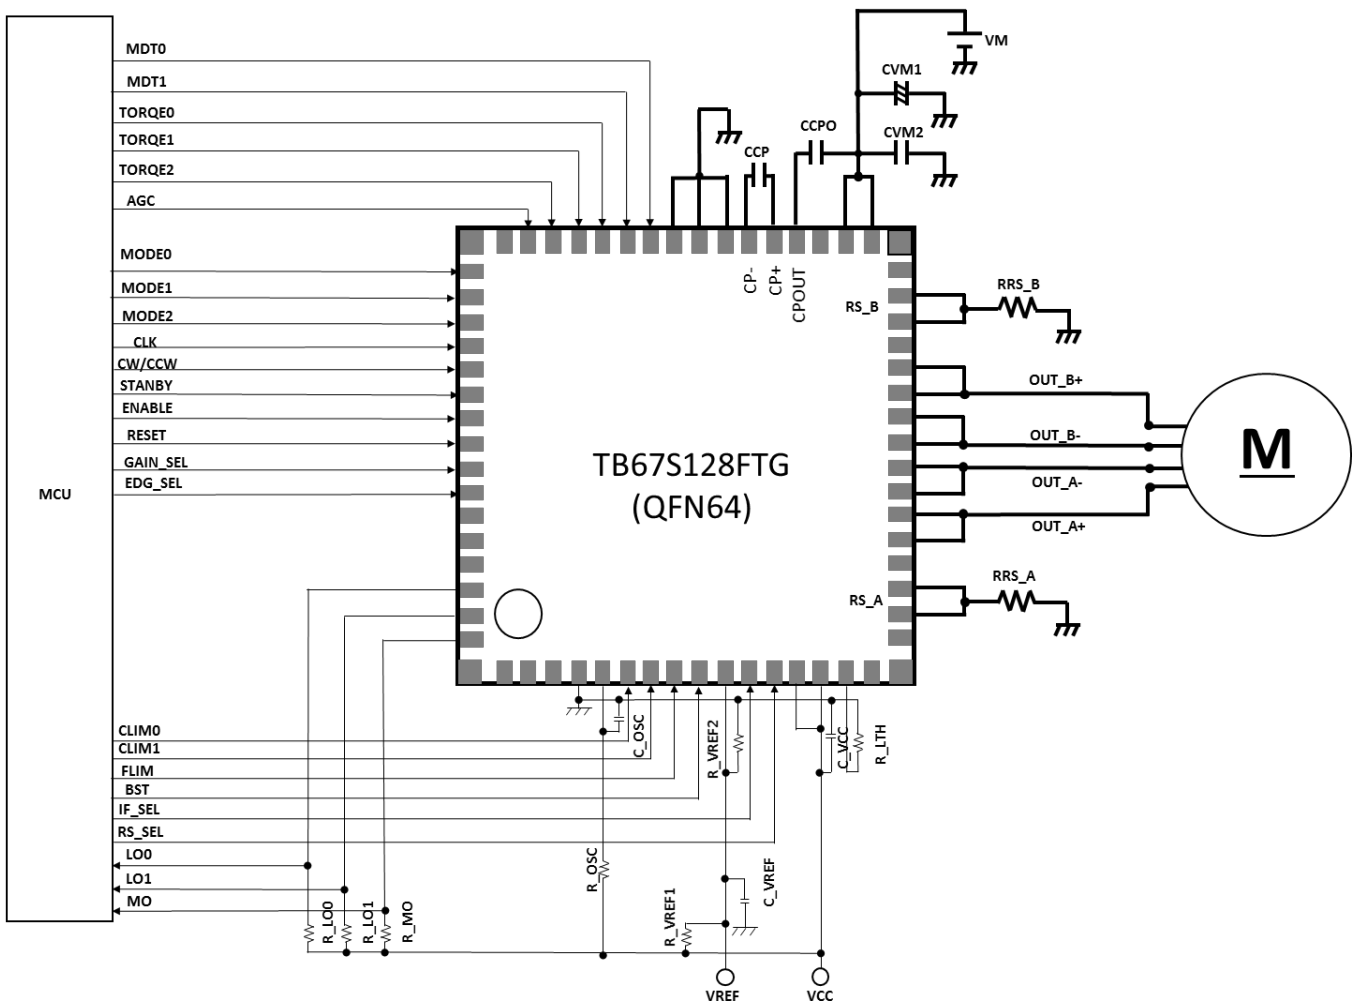 MDT0
MDT1
TORQE0
TORQE1
TORQE2
AGC
MODE0
MODE1
MODE2
CLK
CW/CCW
STANBY
ENABLE
RESET
GAIN_SEL
EDG_SEL
MCU
CLIM0
CLIM1
FLIM
BST
IF_SEL
RS_SEL
LO0
LO1
MO
VM
CVM1
CCPO
CVM2
CCP
CP-
CP+
CPOUT
RS_B
RRS_B
OUT_B+
OUT_B-
OUT_A-
OUT_A+
M
TB67S128FTG
(QFN64)
RS_A
RRS_A
C_OSC
R_VREF2
C_VCC
R_LTH
R_OSC
C_VREF
R_VREF1
R_LO0
R_LO1
R_MO
VREF
VCC